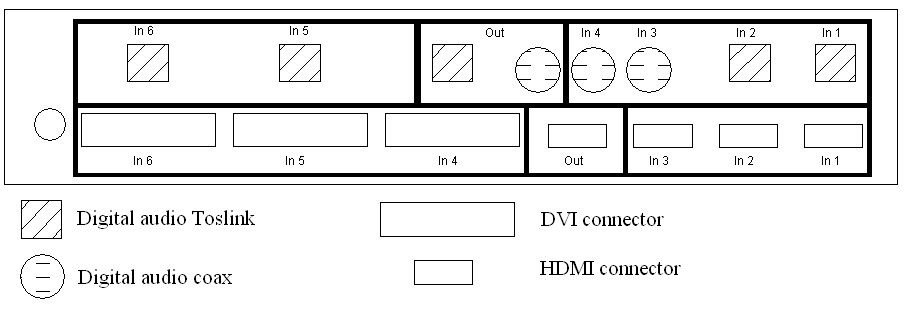 In 6 In 5 Out In 4 In 3 In 2 In 1
In 6 In 5 In 4 Out In 3 In 2 In 1
Digital audio Toslink DVI connector
Digital audio coax HDMI connector